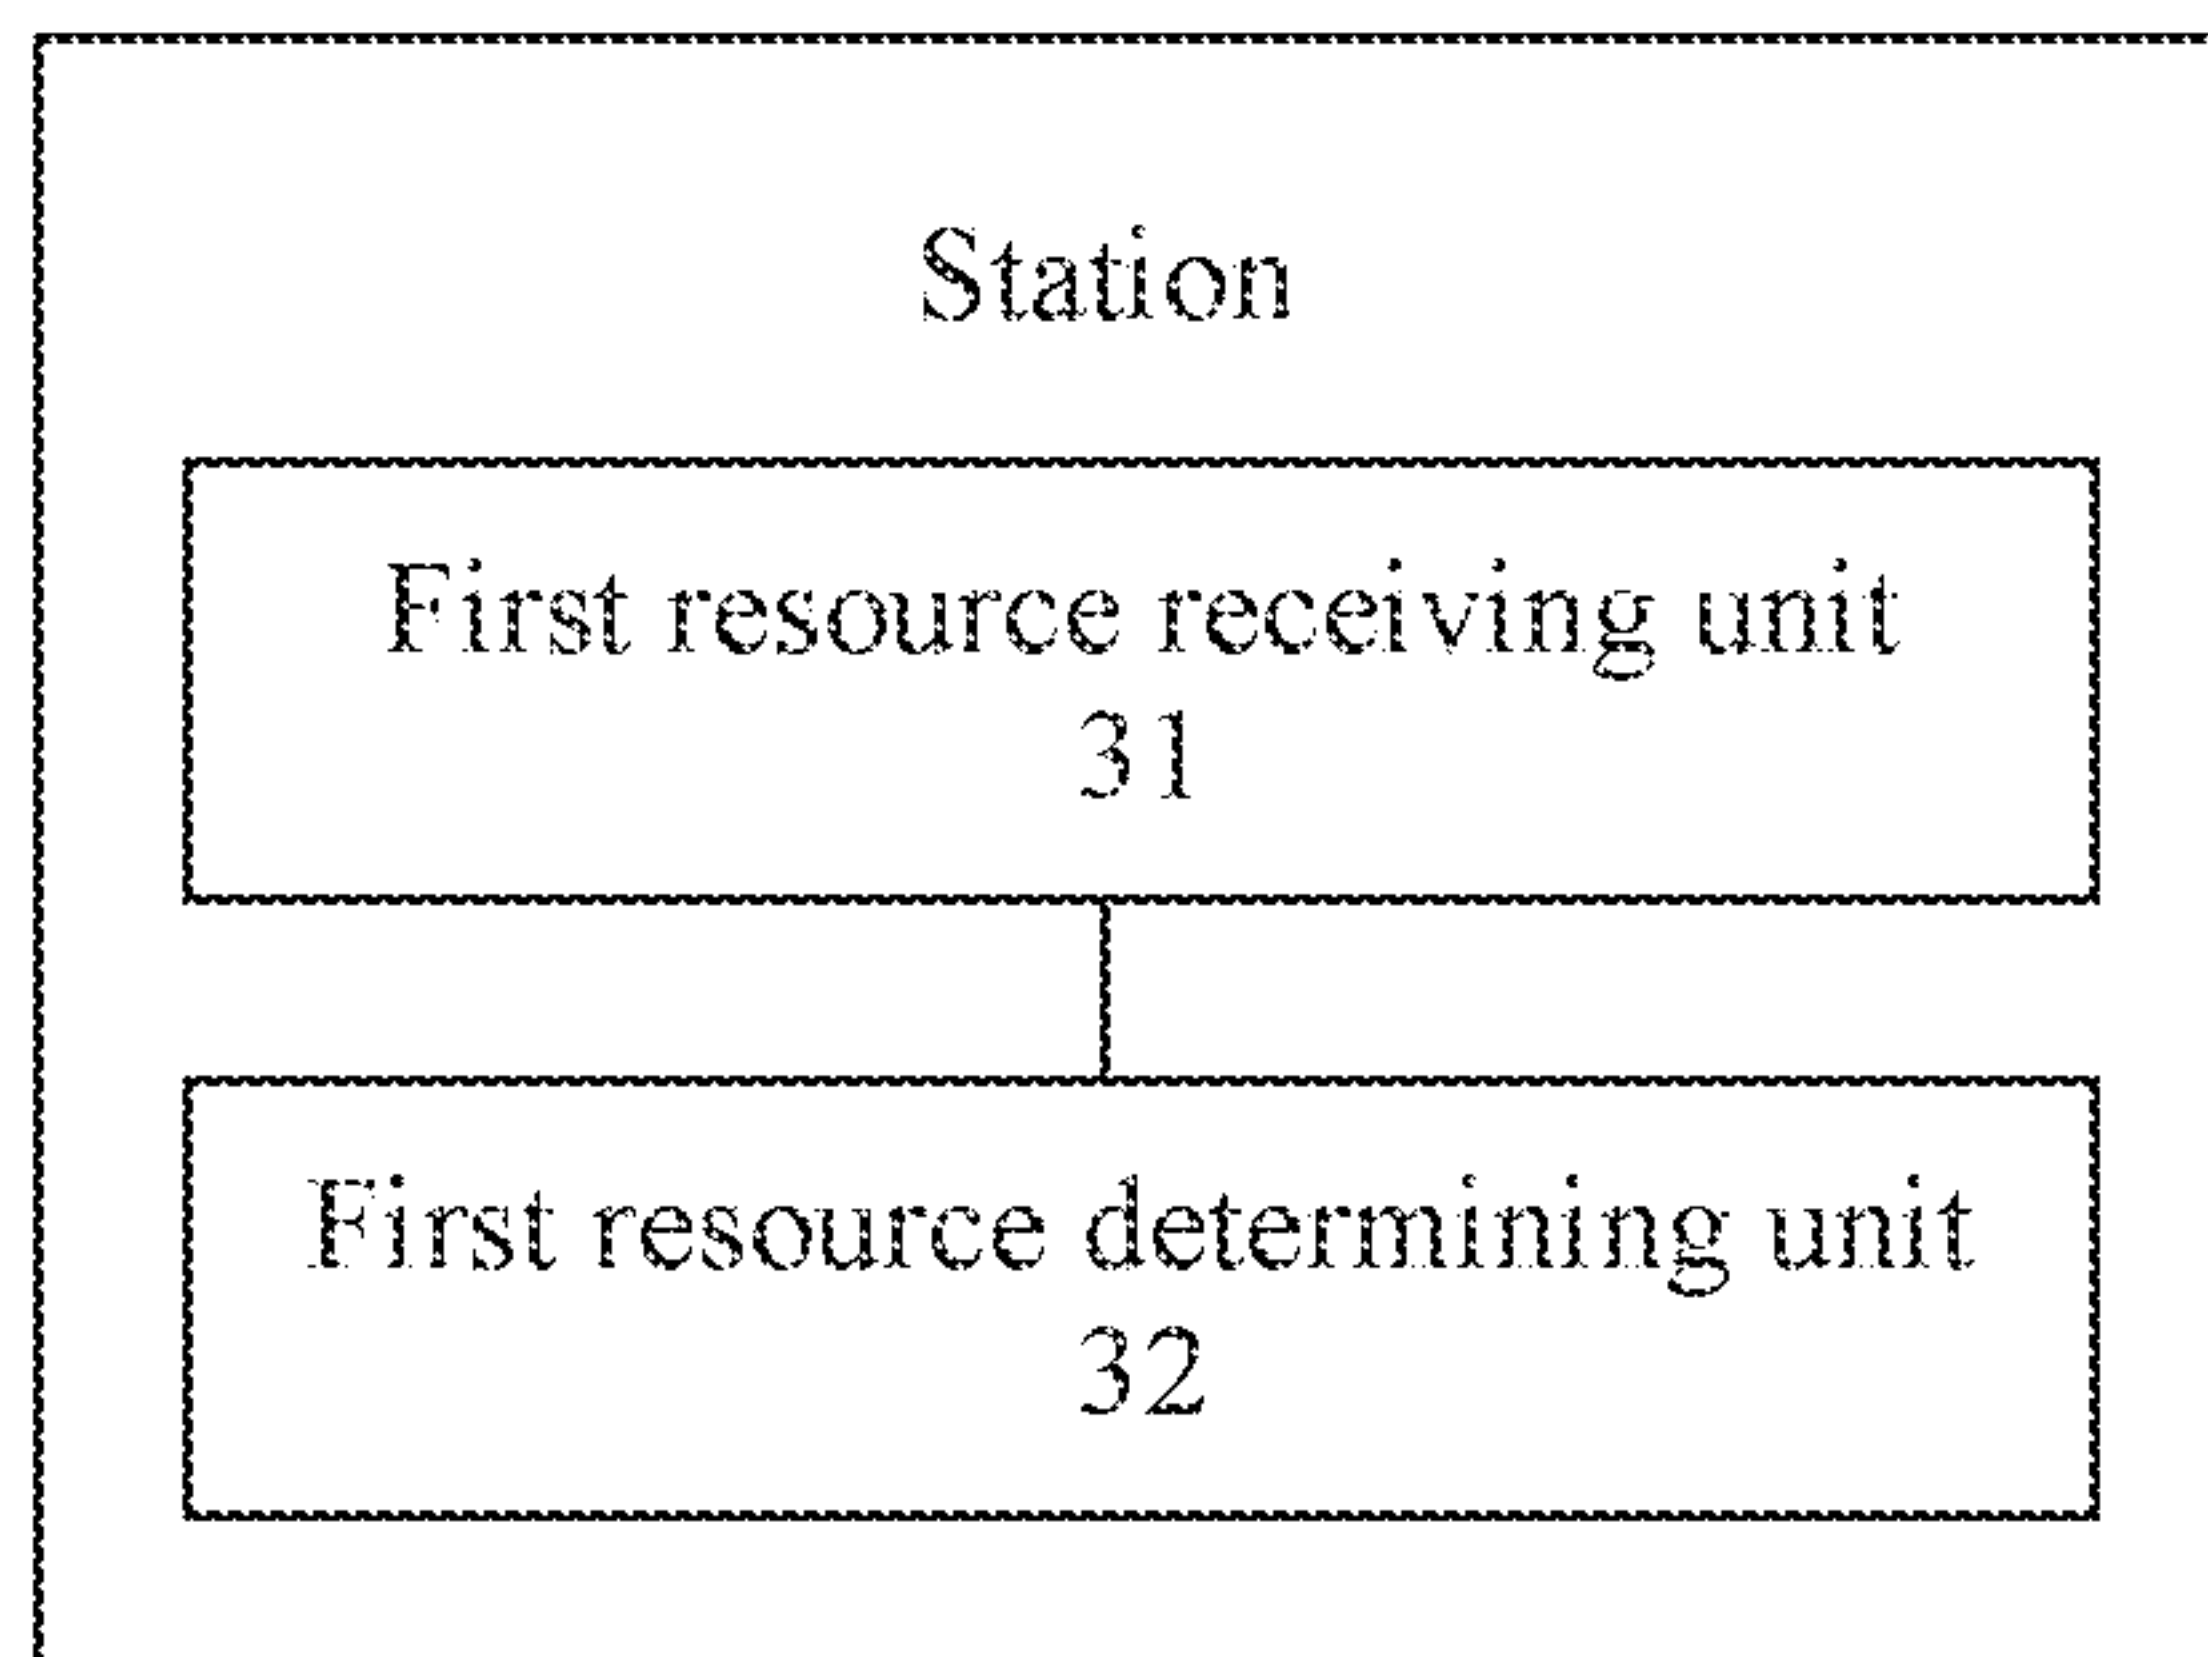 Station
First resource receiving unit
31
First resource determining unit
32